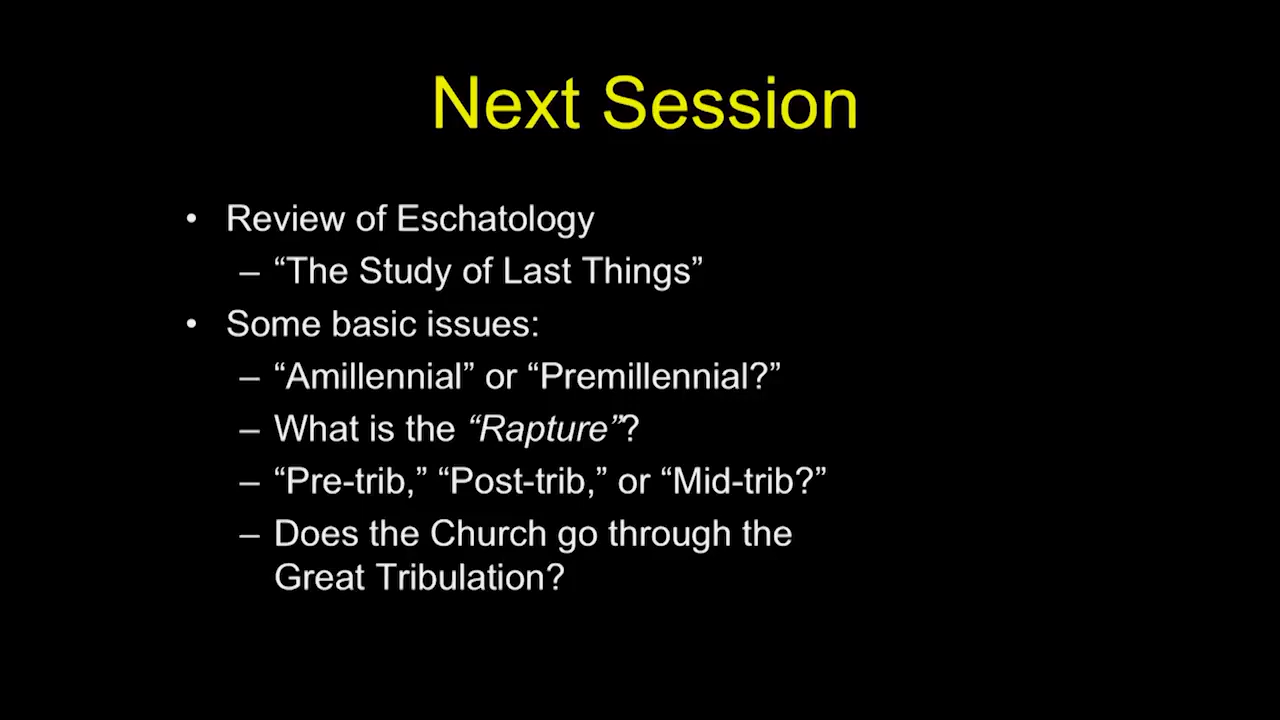 Next Session
• Review of Eschatology
– “The Study of Last Things”
• Some basic issues:
– “Amillennial” or “Premillennial?”
– What is the “Rapture”?
– “Pre-trib,” “Post-trib,” or “Mid-trib?”
– Does the Church go through the
Great Tribulation?